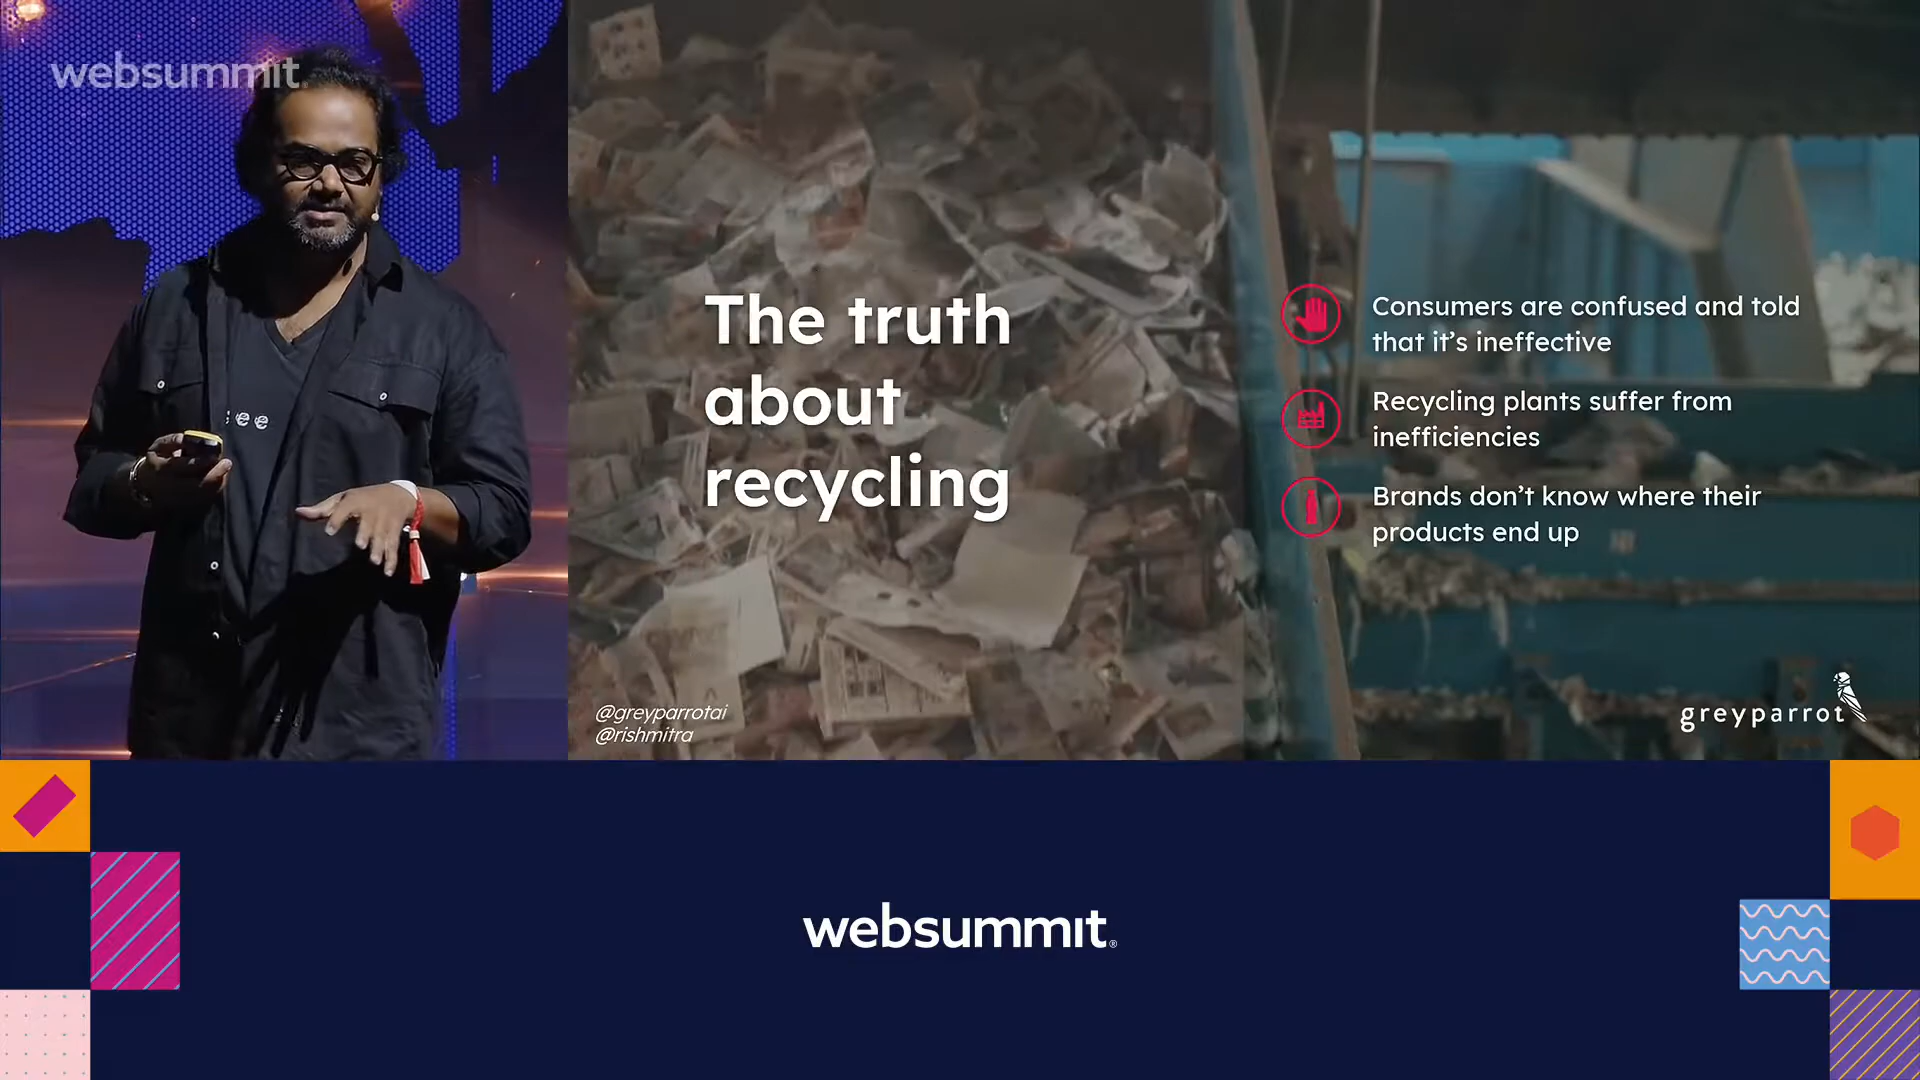 websummit
The truth
about
recycling
Consumers are confused and told
that it's ineffective
Recycling plants suffer from
inefficiencies
Brands don't know where their
products end up
@greyparrotai
@rishmitra
greyparrot
websummit®